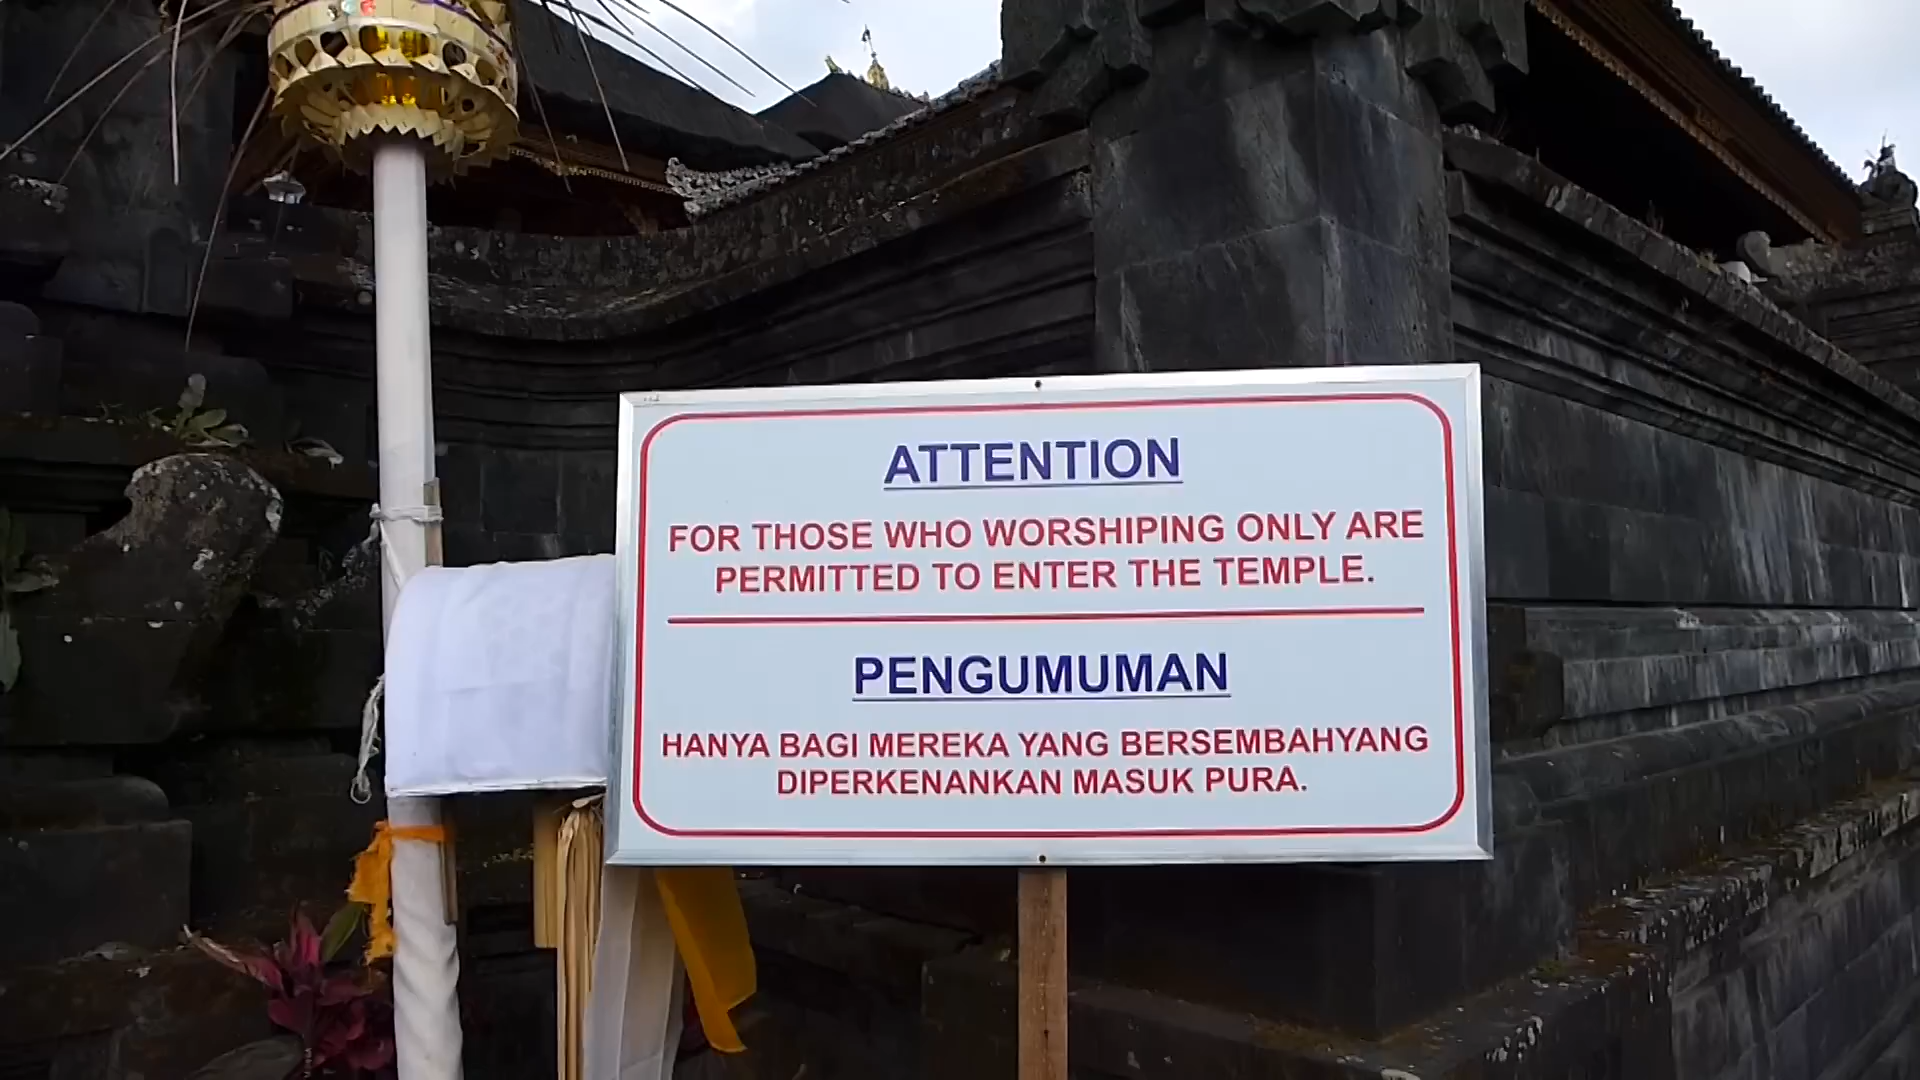 ATTENTION
FOR THOSE WHO WORSHIPING ONLY ARE
PERMITTED TO ENTER THE TEMPLE.
PENGUMUMAN
HANYA BAGI MEREKA YANG BERSEMBAHYANG
DIPERKENANKAN MASUK PURA.